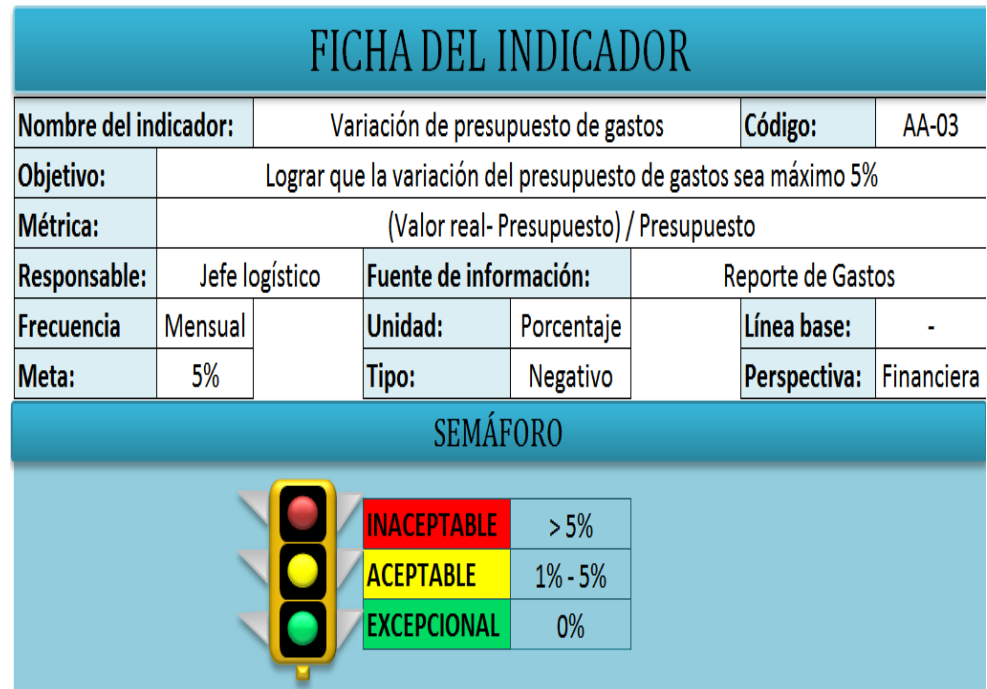 FICHA DEL INDICADOR
Nombre del indicador: Variación de presupuesto de gastos Código: AA-03
Objetivo: Lograr que la variación del presupuesto de gastos sea máximo 5%
Métrica: (Valor real- Presupuesto) / Presupuesto
Responsable: Jefe logístico Fuente de información: Reporte de Gastos
Frecuencia Mensual Unidad: Porcentaje Línea base: -
Meta: 5% Tipo: Negativo Perspectiva: Financiera
SEMÁFORO
INACEPTABLE > 5%
ACEPTABLE 1% - 5%
EXCEPCIONAL 0%